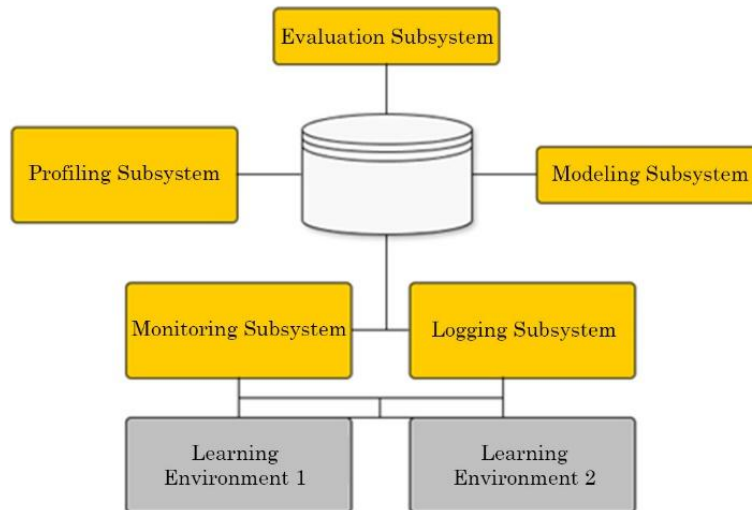 Evaluation Subsystem
Profiling Subsystem
Modeling Subsystem
Monitoring Subsystem
Logging Subsystem
Learning
Environment 1
Learning
Environment 2